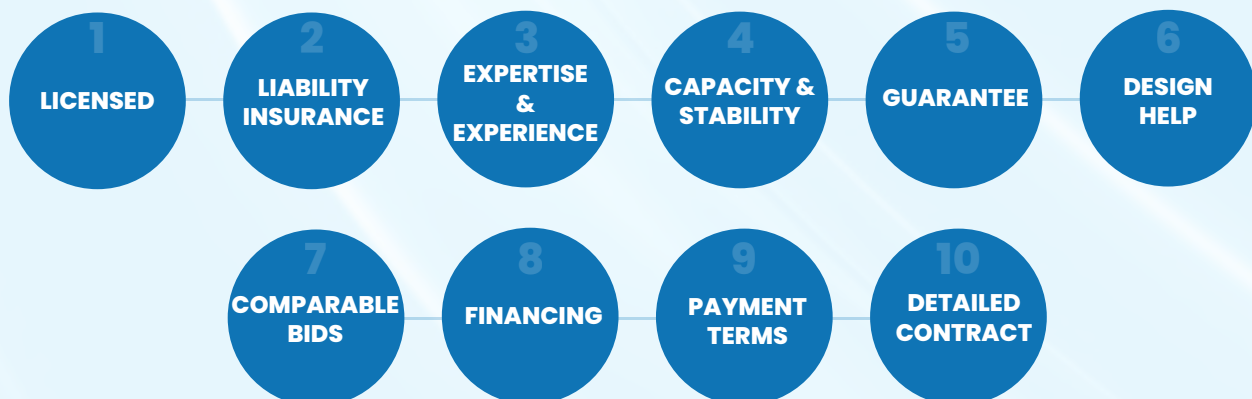 1
LICENSED
2
LIABILITY
INSURANCE
3
EXPERTISE
&
EXPERIENCE
4
CAPACITY &
STABILITY
5
GUARANTEE
6
DESIGN
HELP
7
COMPARABLE
BIDS
8
FINANCING
9
PAYMENT
TERMS
10
DETAILED
CONTRACT